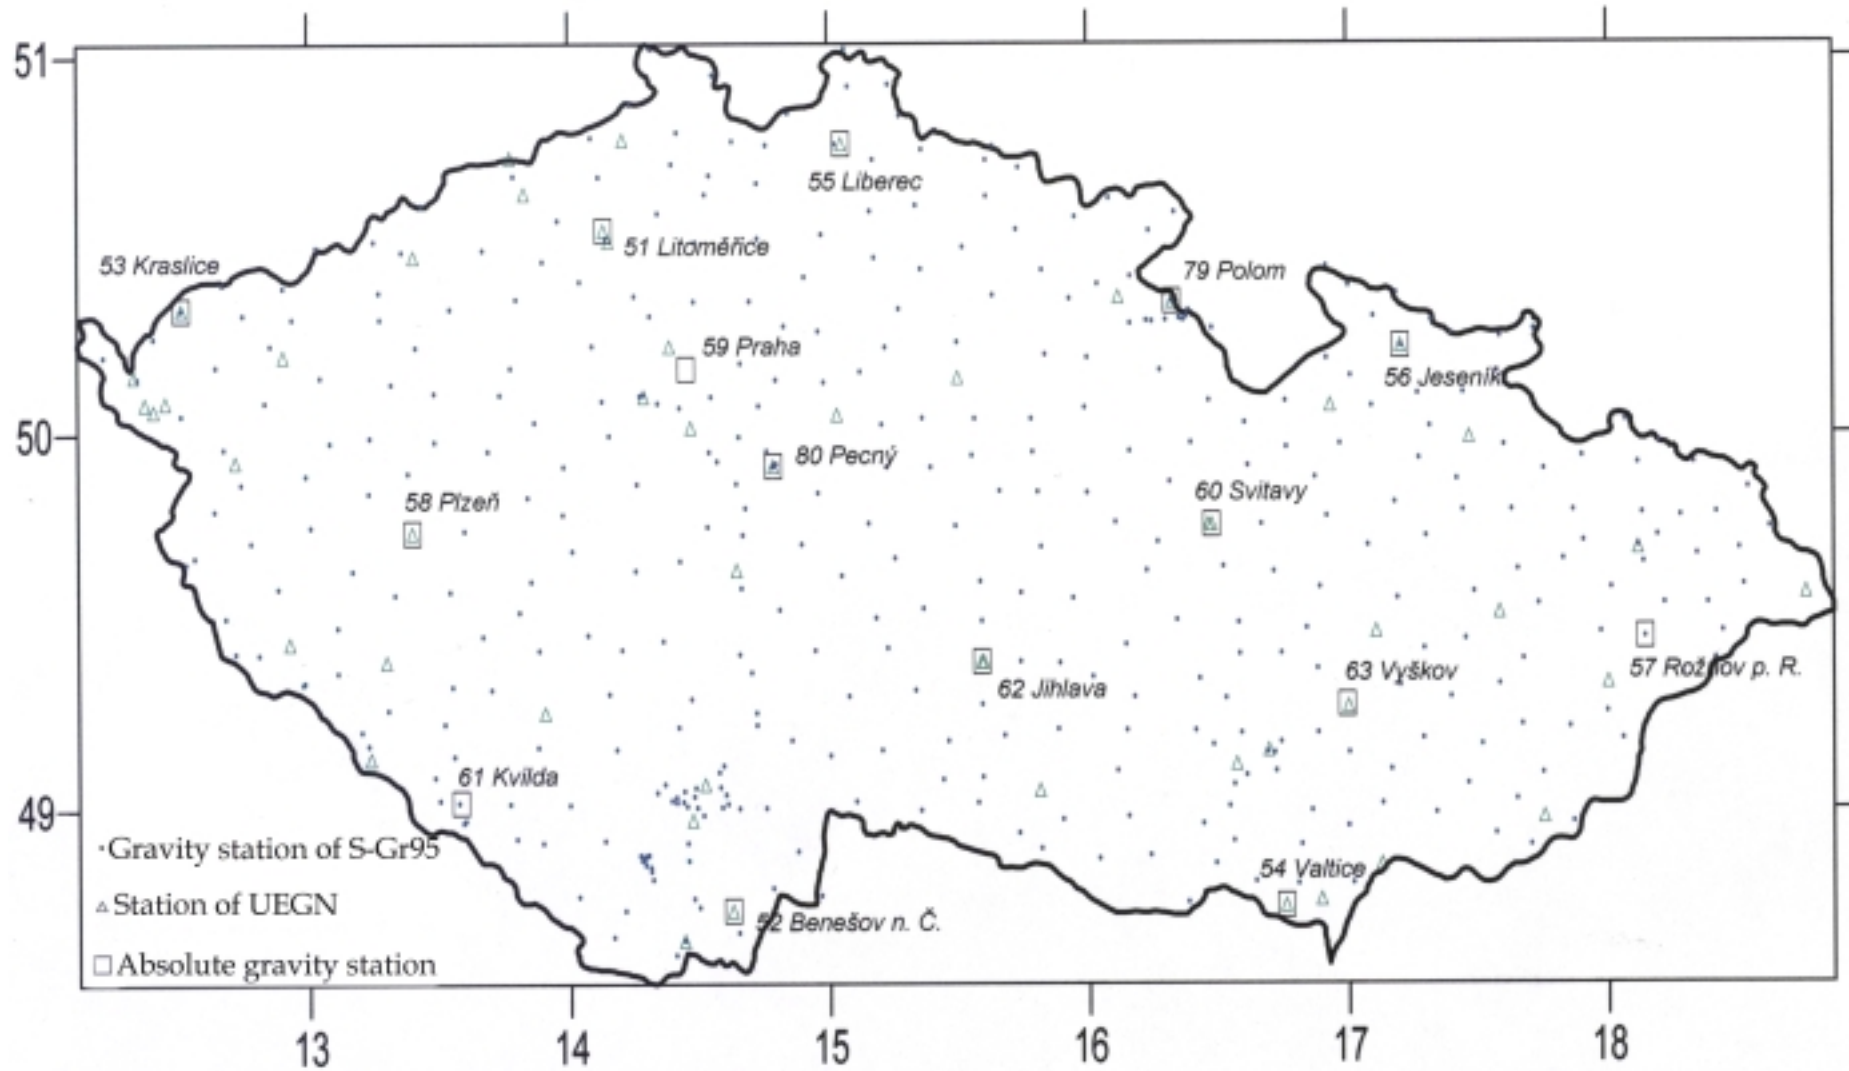 51
55 Liberec
51 Litoměřice
53 Kraslice
79 Polom
59 Praha
56 Jeseník
50
80 Pecný
58 Plzeň
60 Svitavy
63 Vyškov
57 Rožnov p. R.
62 Jihlava
61 Kvilda
49
Gravity station of S-Gr95
54 Valtice
Station of UEGN
52 Benešov n. Č.
Absolute gravity station
13 14 15 16 17 18